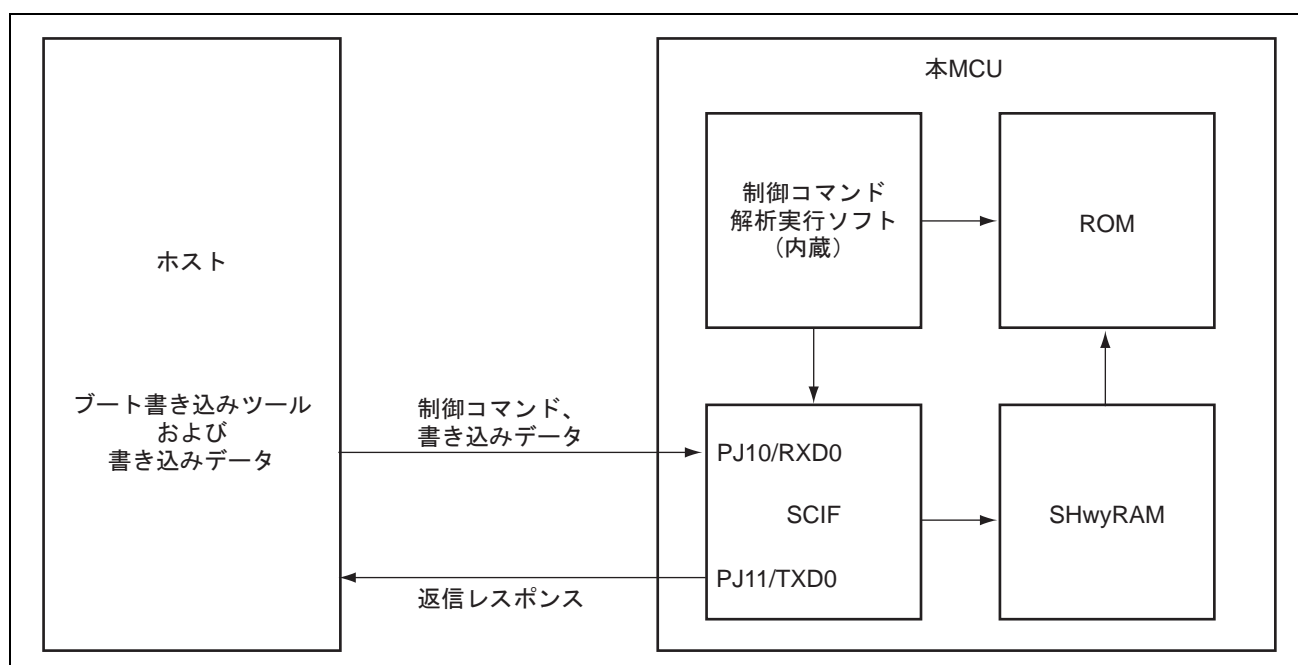 本MCU
ホスト
ブート書き込みツール
および
書き込みデータ
制御コマンド、
書き込みデータ
返信レスポンス
制御コマンド
解析実行ソフト
（内蔵）
ROM
PJ10/RXD0
SCIF
PJ11/TXD0
SHwyRAM